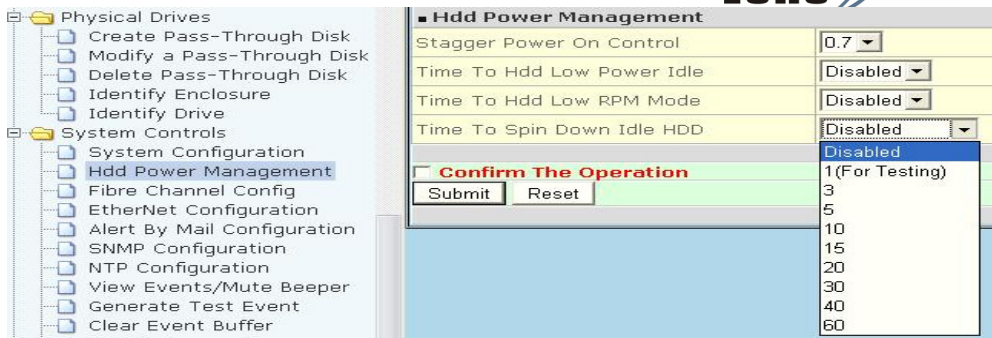 Physical Drives
Create Pass-Through Disk
Modify a Pass-Through Disk
Delete Pass-Through Disk
Identify Enclosure
Identify Drive
System Controls
System Configuration
Hdd Power Management
Fibre Channel Config
EtherNet Configuration
Alert By Mail Configuration
SNMP Configuration
NTP Configuration
View Events/Mute Beeper
Generate Test Event
Clear Event Buffer
Hdd Power Management
Stagger Power On Control 0.7
Time To Hdd Low Power Idle Disabled
Time To Hdd Low RPM Mode Disabled
Time To Spin Down Idle HDD Disabled
Disabled
1(For Testing)
3
5
10
15
20
30
40
60
Confirm The Operation
Submit Reset